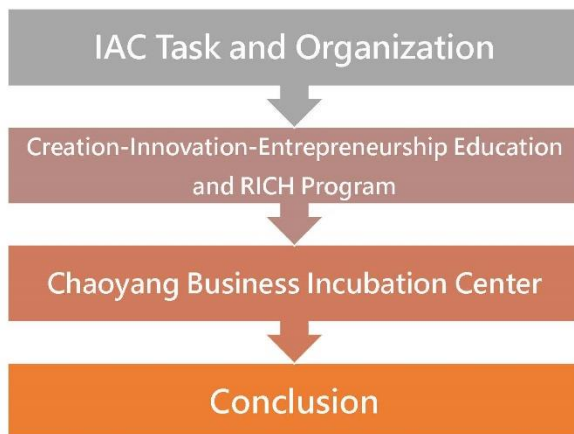 IAC Task and Organization
Creation-Innovation-Entrepreneurship Education
and RICH Program
Chaoyang Business Incubation Center
Conclusion